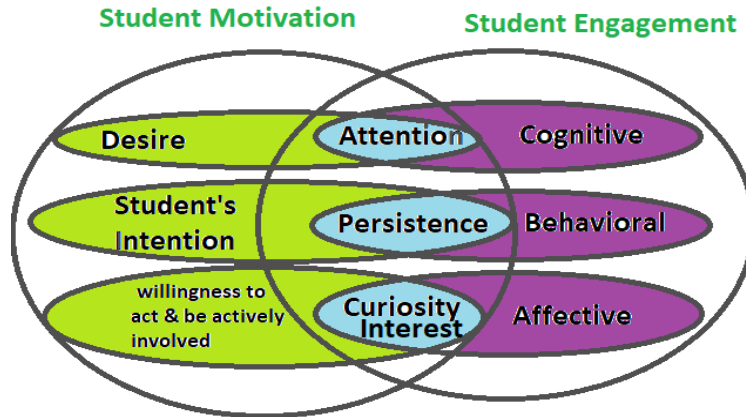 Student Motivation
Student Engagement
Desire
Attention
Cognitive
Student's
Intention
Persistence
Behavioral
willingness to
act & be actively
involved
Curiosity
Interest
Affective